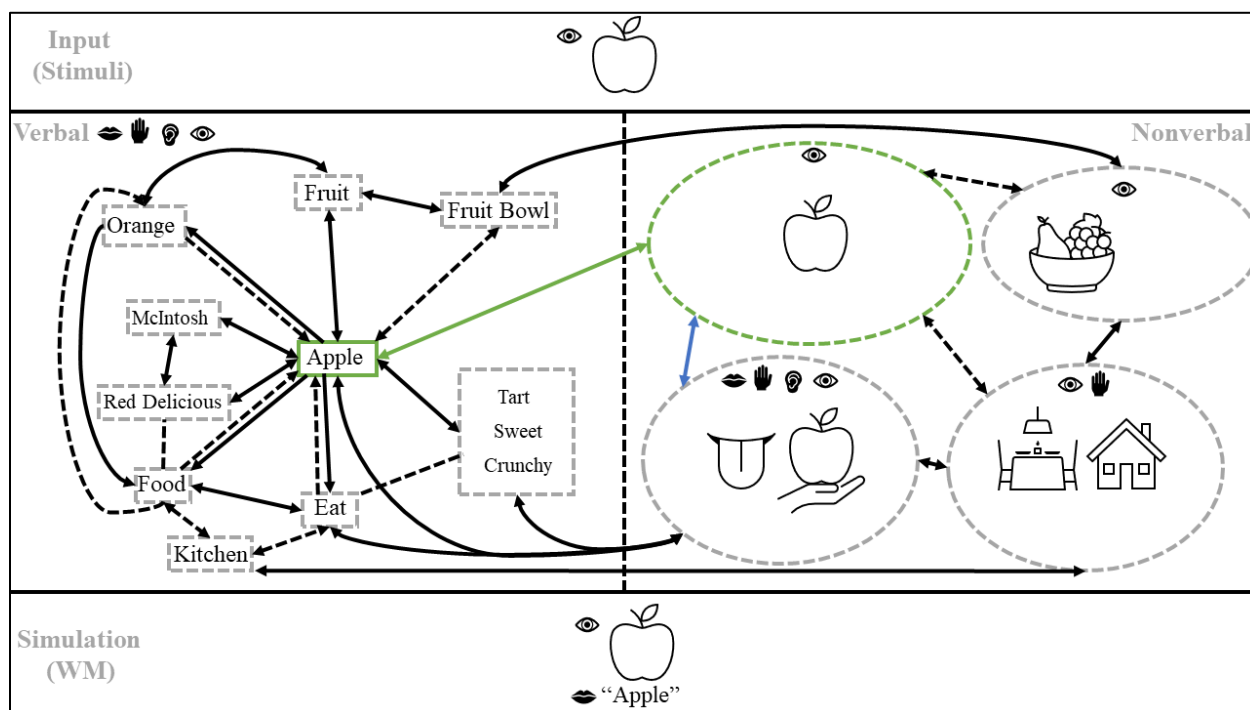 Input
(Stimuli)
Verbal
Nonverbal
Fruit
Fruit Bowl
Orange
McIntosh
Apple
Red Delicious
Tart
Sweet
Crunchy
Food
Eat
Kitchen
Simulation
(WM)
“Apple”